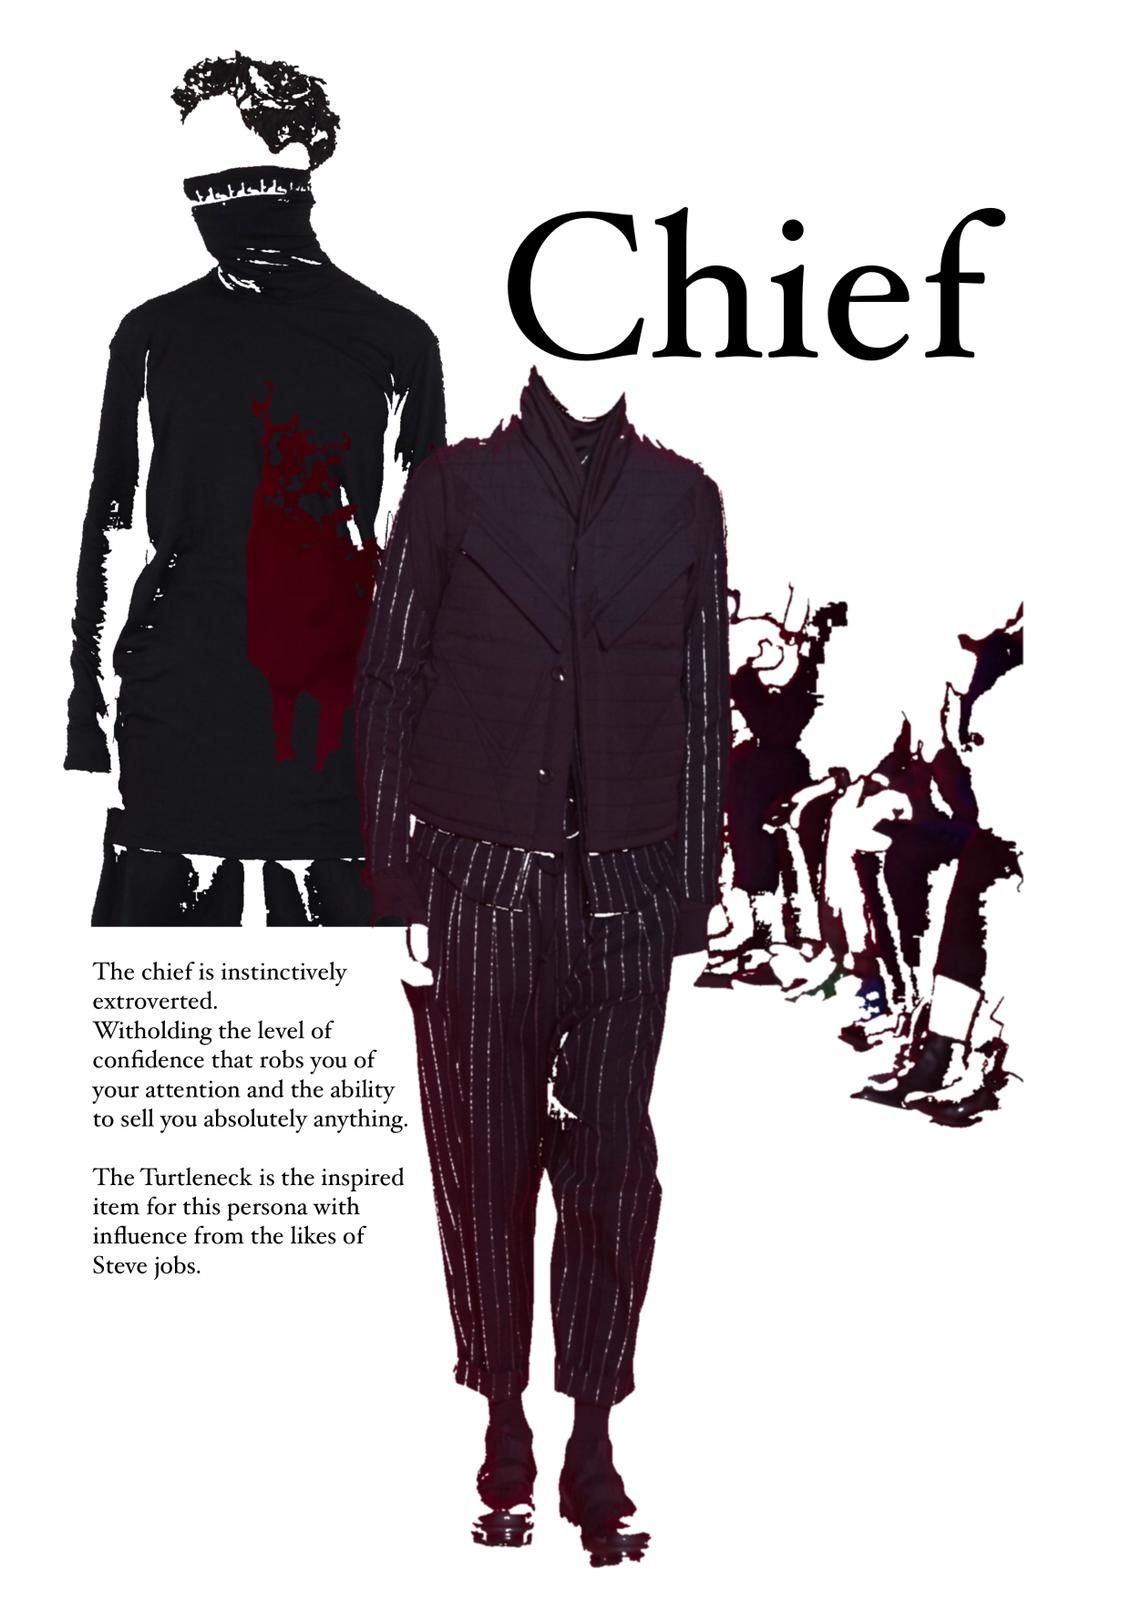 Chief
The chief is instinctively
extroverted.
Witholding the level of
confidence that robs you of
your attention and the ability
to sell you absolutely anything.
The Turtleneck is the inspired
item for this persona with
influence from the likes of
Steve jobs.